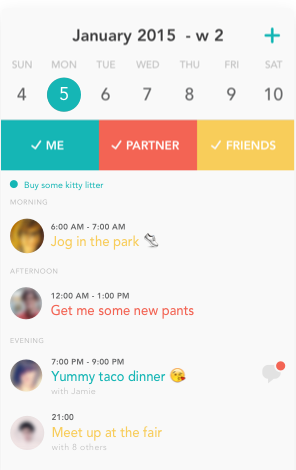 January 2015 - w 2 +
SUN MON TUE WED THU FRI SAT
4 5 6 7 8 9 10
✓ ME ✓ PARTNER ✓ FRIENDS
Buy some kitty litter
MORNING
6:00 AM - 7:00 AM
Jog in the park
AFTERNOON
12:00 AM - 1:00 PM
Get me some new pants
EVENING
7:00 PM - 9:00 PM
Yummy taco dinner 😘
with Jamie
21:00
Meet up at the fair
with 8 others